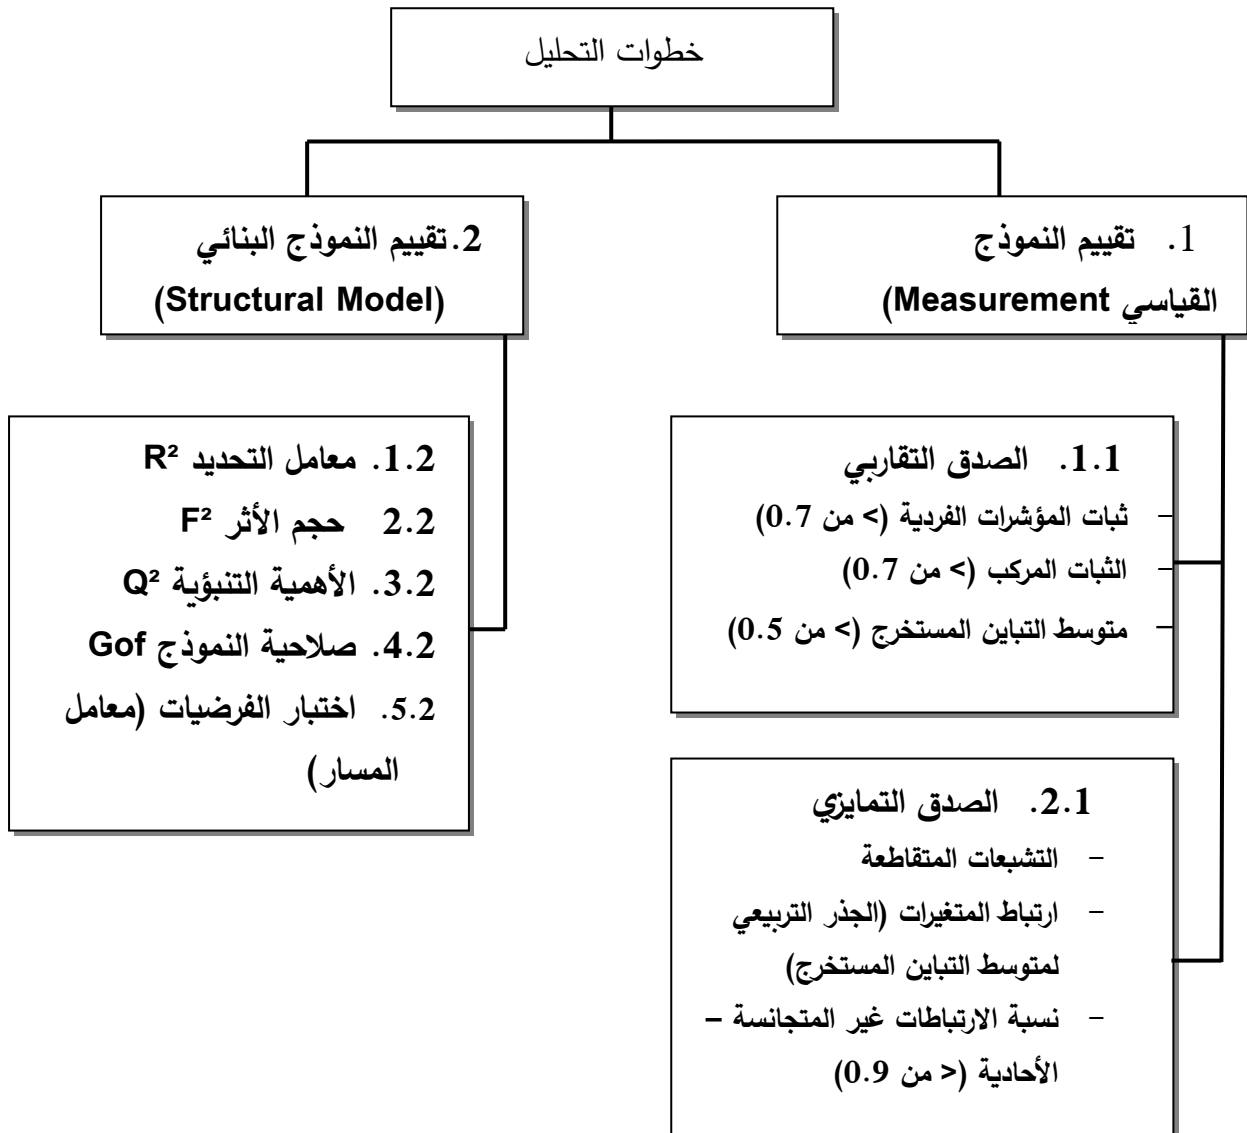 خطوات التحليل
1. تقييم النموذج
القياسي Measurement)
2.تقييم النموذج البنائي
(Structural Model)
1.1. الصدق التقاربي
– ثبات المؤشرات الفردية (> من 0.7)
– الثبات المركب (> من 0.7)
– متوسط التباين المستخرج (> من 0.5)
2.1. الصدق التمايزي
– التشبعات المتقاطعة
– ارتباط المتغيرات (الجذر التربيعي
لمتوسط التباين المستخرج)
– نسبة الارتباطات غير المتجانسة –
الأحادية (< من 0.9)
1.2. معامل التحديد R²
2.2 حجم الأثر F²
3.2. الأهمية التنبؤية Q²
4.2. صلاحية النموذج Gof
5.2. اختبار الفرضيات (معامل
المسار)